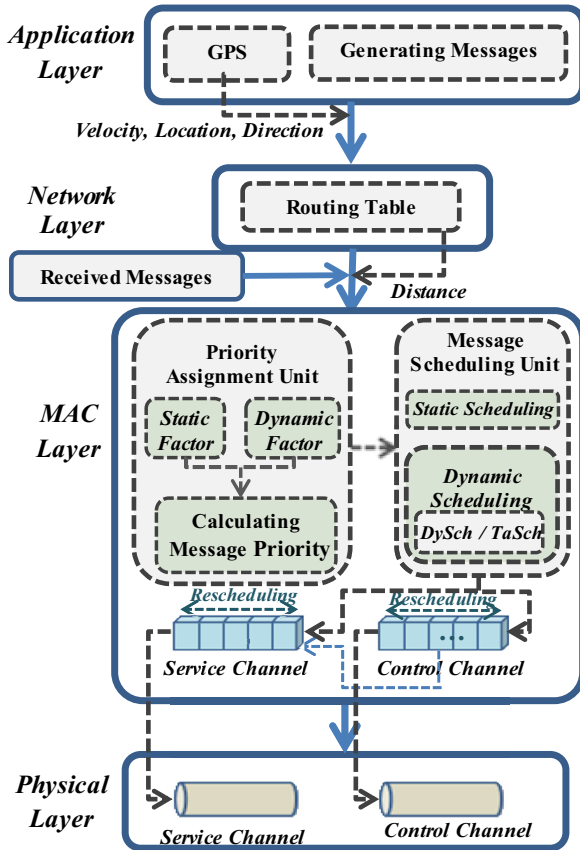 Application
Layer
GPS
Generating Messages
Velocity, Location, Direction
Network
Layer
Routing Table
Received Messages
Distance
MAC
Layer
Priority
Assignment Unit
Static
Factor
Dynamic
Factor
Calculating
Message Priority
Message
Scheduling Unit
Static Scheduling
Dynamic
Scheduling
DySch / TaSch
Rescheduling
Rescheduling
...
Service Channel
Control Channel
Physical
Layer
Service Channel
Control Channel